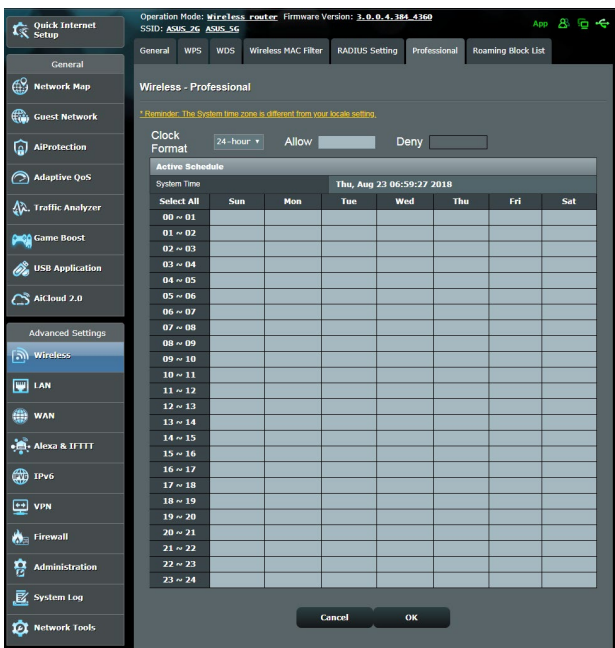 Quick Internet Setup
Operation Mode: Wireless router Firmware Version: 3.0.0.4.384_4360
SSID: ASUS_2G ASUS_5G
App
General WPS WDS Wireless MAC Filter RADIUS Setting Professional Roaming Block List
General
Network Map
Guest Network
AiProtection
Adaptive QoS
Traffic Analyzer
Game Boost
USB Application
AiCloud 2.0
Advanced Settings
Wireless
LAN
WAN
Alexa & IFTTT
IPv6
VPN
Firewall
Administration
System Log
Network Tools
Wireless - Professional
* Reminder: The System time zone is different from your locale setting.
Clock Format 24-hour Allow Deny
Active Schedule
System Time Thu, Aug 23 06:59:27 2018
Select All Sun Mon Tue Wed Thu Fri Sat
00 ~ 01
01 ~ 02
02 ~ 03
03 ~ 04
04 ~ 05
05 ~ 06
06 ~ 07
07 ~ 08
08 ~ 09
09 ~ 10
10 ~ 11
11 ~ 12
12 ~ 13
13 ~ 14
14 ~ 15
15 ~ 16
16 ~ 17
17 ~ 18
18 ~ 19
19 ~ 20
20 ~ 21
21 ~ 22
22 ~ 23
23 ~ 24
Cancel OK